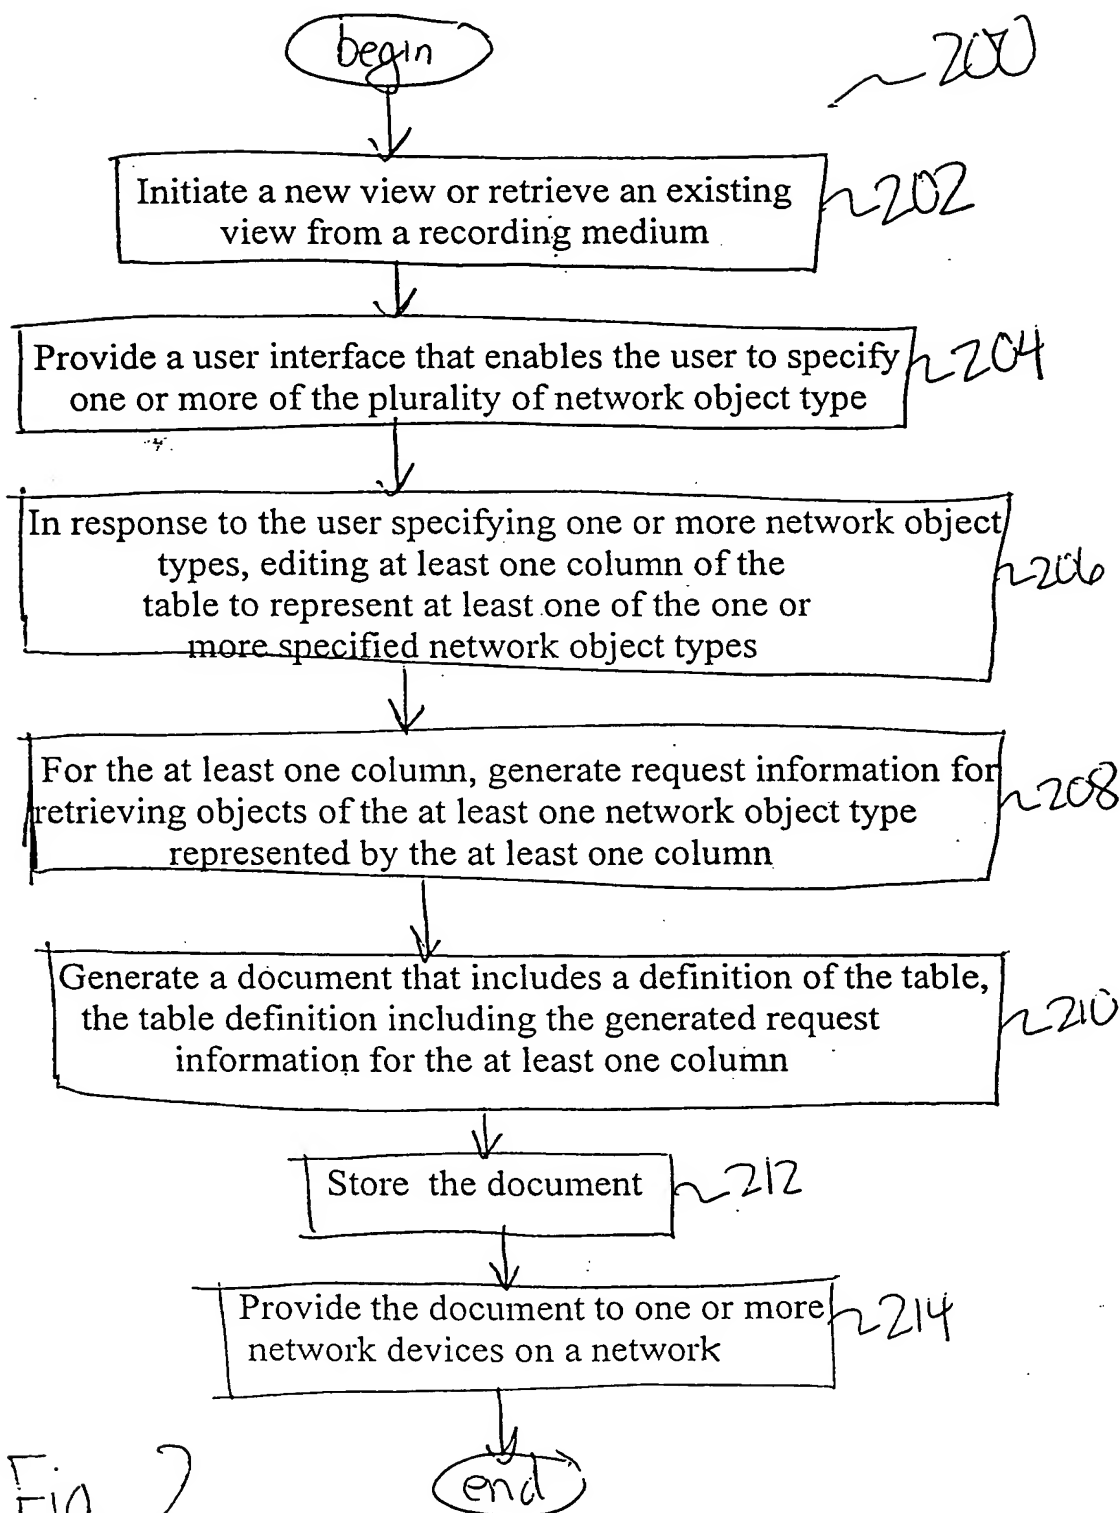 begin
200
Initiate a new view or retrieve an existing
view from a recording medium
202
Provide a user interface that enables the user to specify
one or more of the plurality of network object type
204
In response to the user specifying one or more network object
types, editing at least one column of the
table to represent at least one of the one or
more specified network object types
206
For the at least one column, generate request information for
retrieving objects of the at least one network object type
represented by the at least one column
208
Generate a document that includes a definition of the table,
the table definition including the generated request
information for the at least one column
210
Store the document
212
Provide the document to one or more
network devices on a network
214
end
Fig. 2